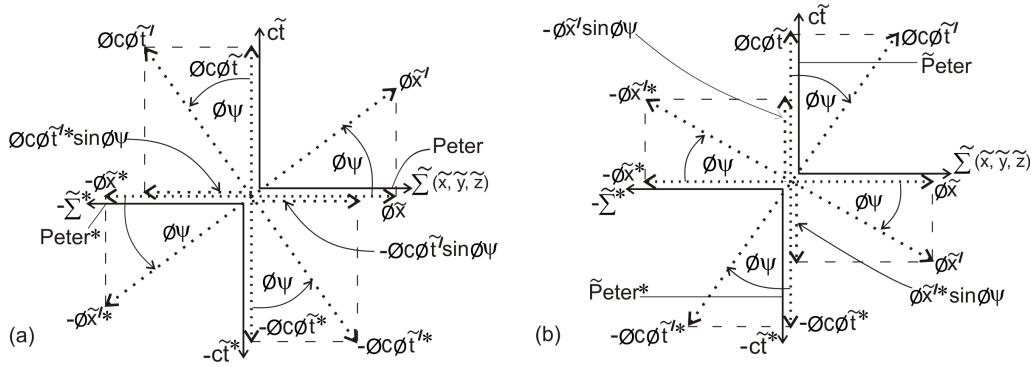 Øcøt̃′
ct̃
Øcøt̃
øx̃′
øψ
Øcøt̃′*sinøψ
øψ
Peter
-øx̃*
Σ̃(x̃, ỹ, z̃)
-Σ̃*
øx̃
Peter*
øψ
-Øcøt̃′sinøψ
øψ
-øx̃′*
-Øcøt̃*
(a)
-ct̃*
-Øcøt̃′*
ct̃
-øx̃′sinøψ
Øcøt̃
Øcøt̃′
P̃eter
-øx̃′*
øψ
øψ
Σ̃(x̃, ỹ, z̃)
-øx̃*
øx̃
-Σ̃*
øψ
øψ
øx̃′
P̃eter*
øx̃′*sinøψ
-Øcøt̃′*
-Øcøt̃*
(b)
-ct̃*